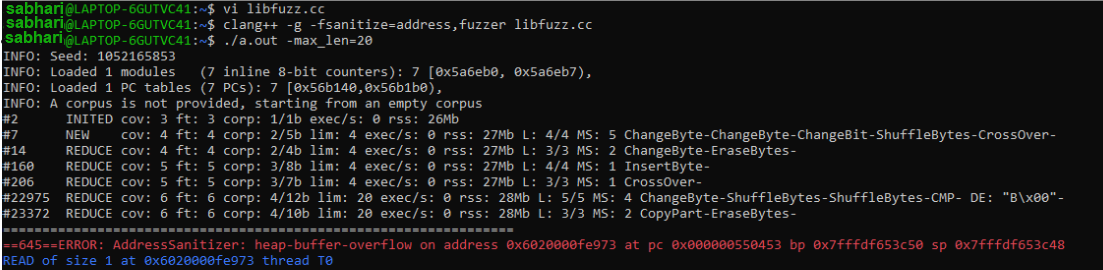 sabhari@LAPTOP-6GUTVC41:~$ vi libfuzz.cc
sabhari@LAPTOP-6GUTVC41:~$ clang++ -g -fsanitize=address,fuzzer libfuzz.cc
sabhari@LAPTOP-6GUTVC41:~$ ./a.out -max_len=20
INFO: Seed: 1052165853
INFO: Loaded 1 modules   (7 inline 8-bit counters): 7 [0x5a6eb0, 0x5a6eb7),
INFO: Loaded 1 PC tables (7 PCs): 7 [0x56b140,0x56b1b0),
INFO: A corpus is not provided, starting from an empty corpus
#2      INITED cov: 3 ft: 3 corp: 1/1b exec/s: 0 rss: 26Mb
#7      NEW    cov: 4 ft: 4 corp: 2/5b lim: 4 exec/s: 0 rss: 27Mb L: 4/4 MS: 5 ChangeByte-ChangeByte-ChangeBit-ShuffleBytes-CrossOver-
#14     REDUCE cov: 4 ft: 4 corp: 2/4b lim: 4 exec/s: 0 rss: 27Mb L: 3/3 MS: 2 ChangeByte-EraseBytes-
#160    REDUCE cov: 5 ft: 5 corp: 3/8b lim: 4 exec/s: 0 rss: 27Mb L: 4/4 MS: 1 InsertByte-
#206    REDUCE cov: 5 ft: 5 corp: 3/7b lim: 4 exec/s: 0 rss: 27Mb L: 3/3 MS: 1 CrossOver-
#22975  REDUCE cov: 6 ft: 6 corp: 4/12b lim: 20 exec/s: 0 rss: 28Mb L: 5/5 MS: 4 ChangeByte-ShuffleBytes-ShuffleBytes-CMP- DE: "B\x00"-
#23372  REDUCE cov: 6 ft: 6 corp: 4/10b lim: 20 exec/s: 0 rss: 28Mb L: 3/3 MS: 2 CopyPart-EraseBytes-
=================================================================
==645==ERROR: AddressSanitizer: heap-buffer-overflow on address 0x6020000fe973 at pc 0x000000550453 bp 0x7fffdf653c50 sp 0x7fffdf653c48
READ of size 1 at 0x6020000fe973 thread T0